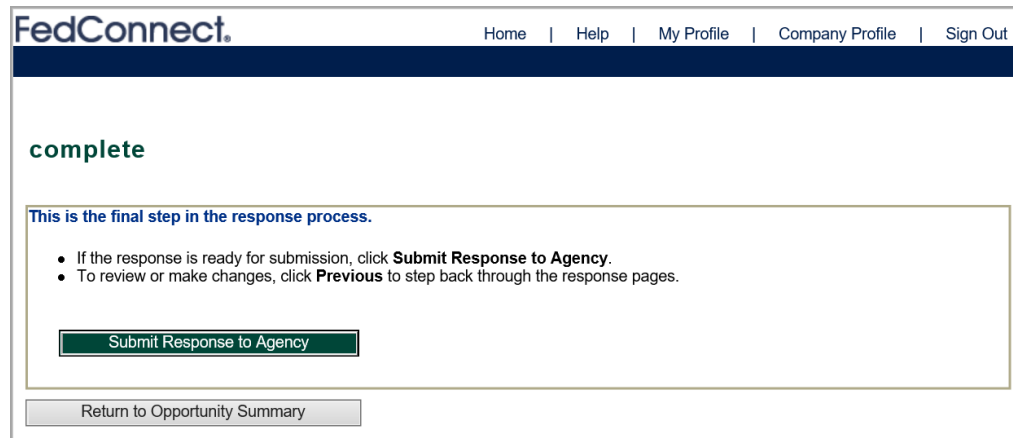 FedConnect®
Home | Help | My Profile | Company Profile | Sign Out
complete
This is the final step in the response process.
• If the response is ready for submission, click Submit Response to Agency.
• To review or make changes, click Previous to step back through the response pages.
Submit Response to Agency
Return to Opportunity Summary